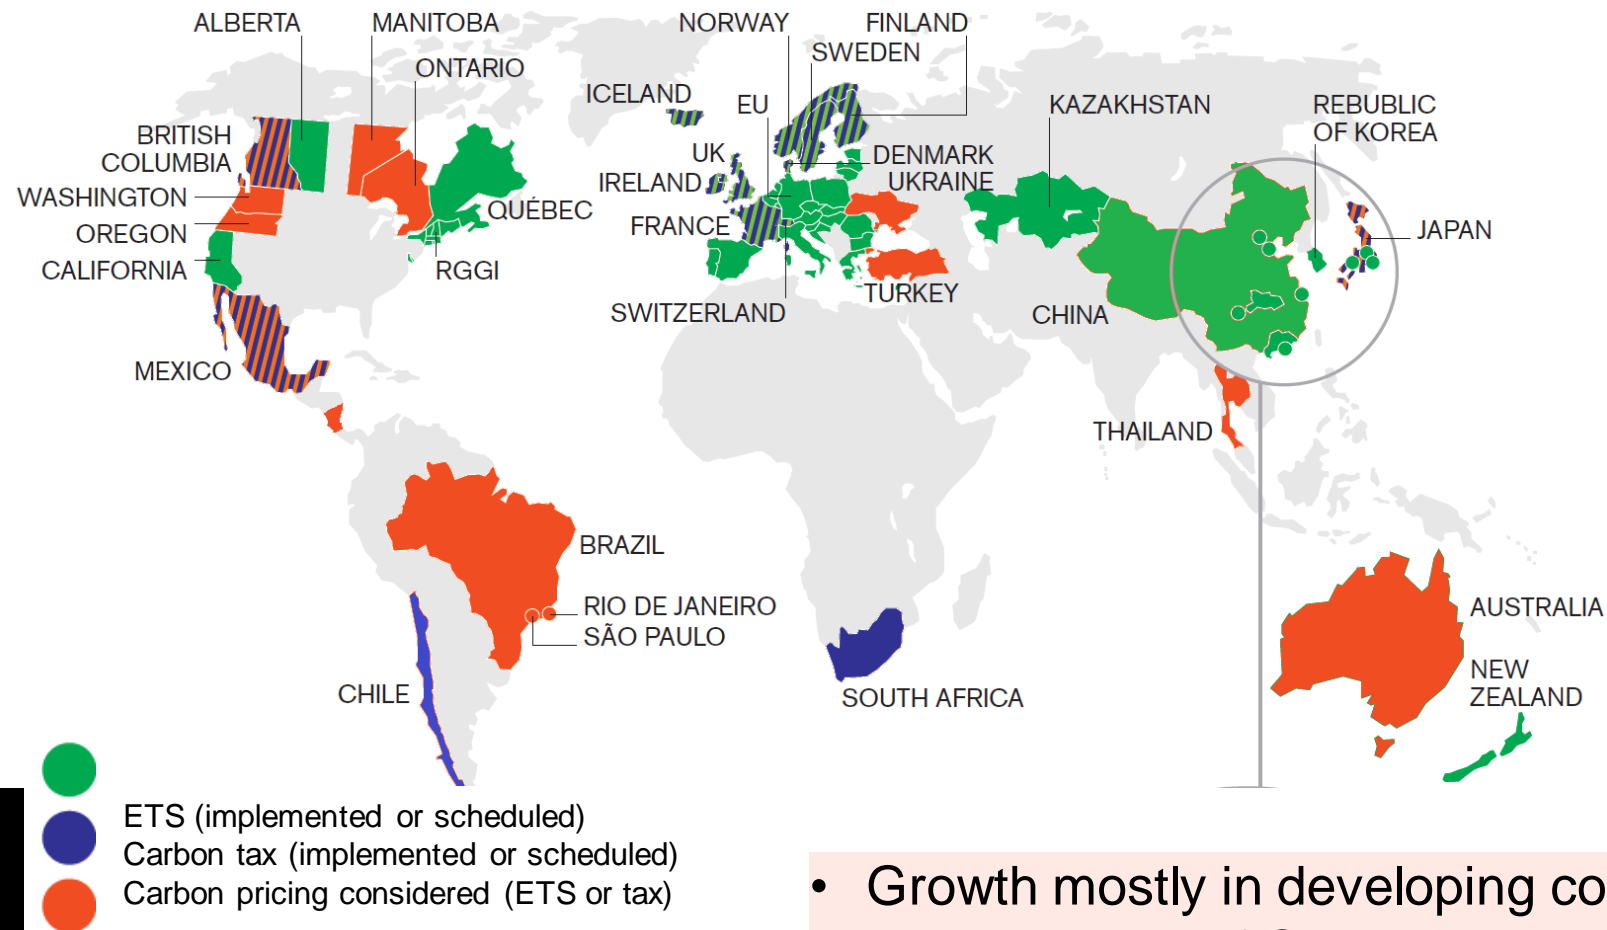 ALBERTA
MANITOBA
ONTARIO
BRITISH
COLUMBIA
WASHINGTON
OREGON
CALIFORNIA
QUÉBEC
RGGI
MEXICO
NORWAY
FINLAND
SWEDEN
ICELAND
EU
UK
IRELAND
FRANCE
DENMARK
UKRAINE
SWITZERLAND
TURKEY
KAZAKHSTAN
REBUBLIC
OF KOREA
JAPAN
CHINA
THAILAND
BRAZIL
RIO DE JANEIRO
SÃO PAULO
CHILE
SOUTH AFRICA
AUSTRALIA
NEW
ZEALAND
ETS (implemented or scheduled)
Carbon tax (implemented or scheduled)
Carbon pricing considered (ETS or tax)
• Growth mostly in developing co